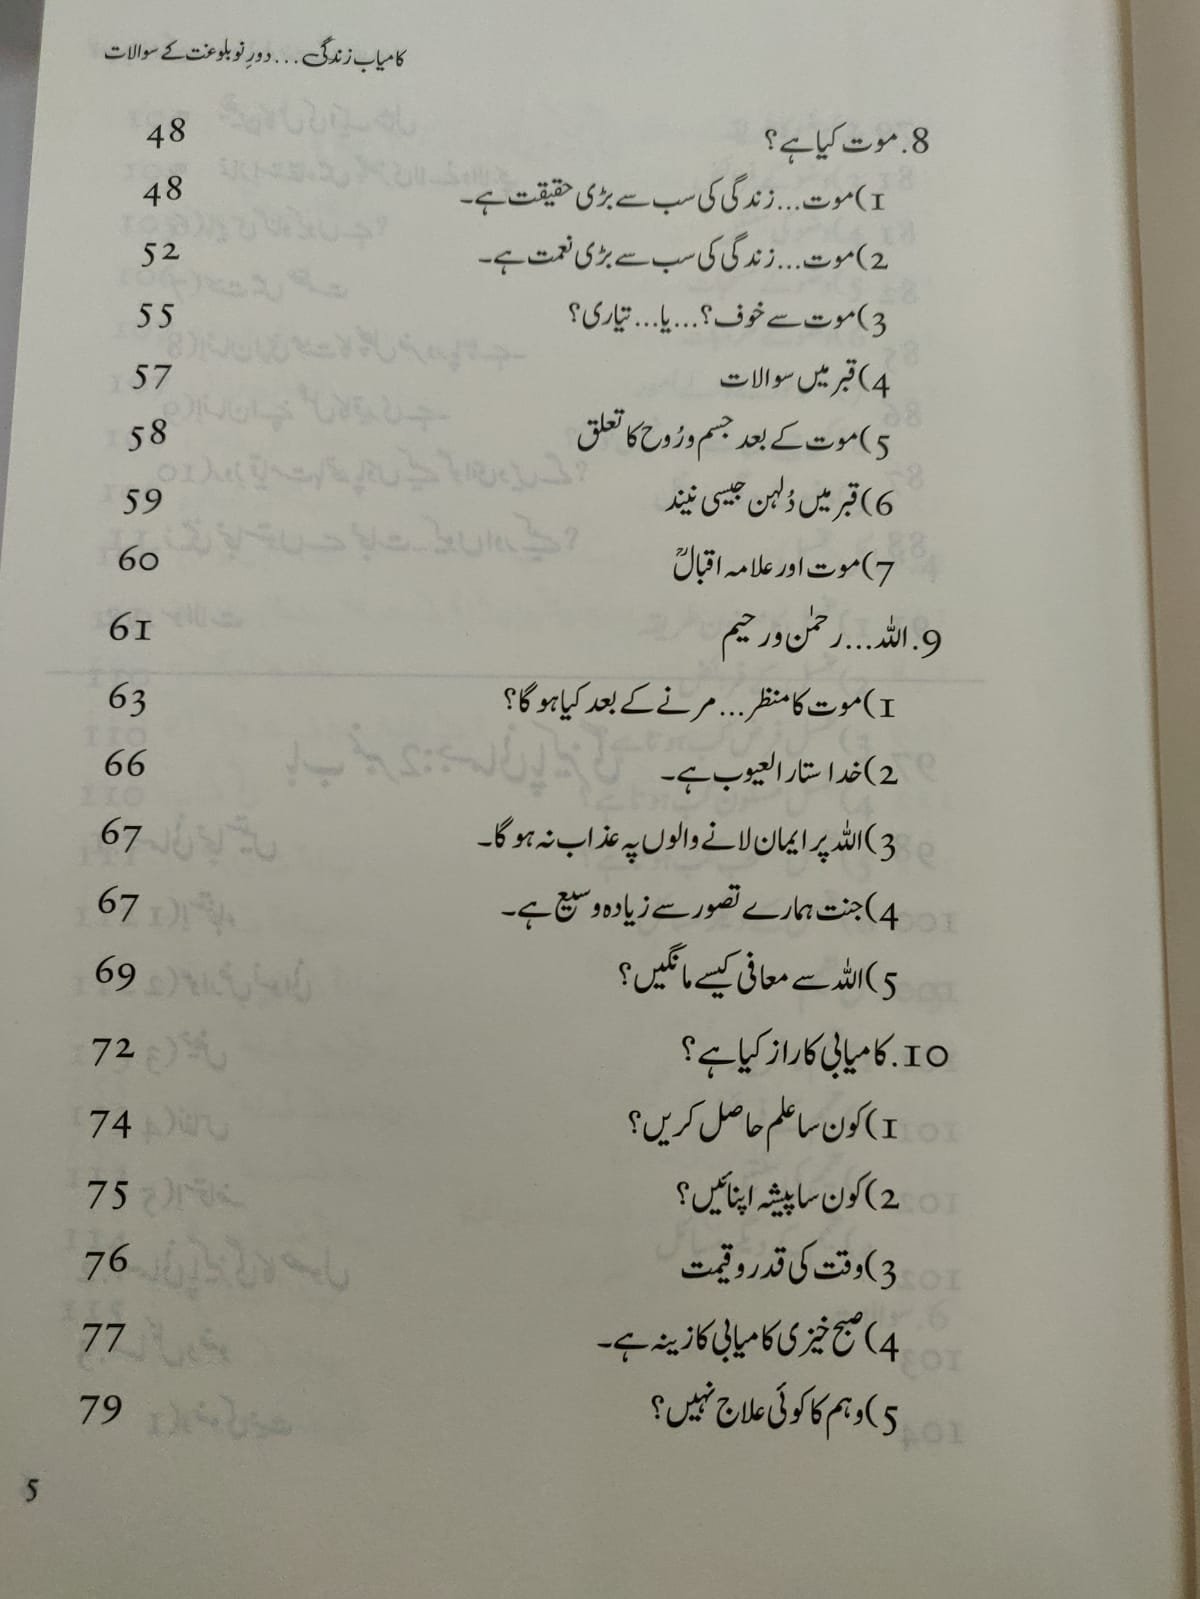 کامیاب زندگی...دورِ نو بلوغت کے سوالات
8. موت کیا ہے؟ 48
1) موت...زندگی کی سب سے بڑی حقیقت ہے۔ 48
2) موت...زندگی کی سب سے بڑی نعمت ہے۔ 52
3) موت سے خوف؟...یا...تیاری؟ 55
4) قبر میں سوالات 57
5) موت کے بعد جسم و رُوح کا تعلق 58
6) قبر میں دُلہن جیسی نیند 59
7) موت اور علامہ اقبالؒ 60
9. اللہ...رحمٰن و رحیم 61
1) موت کا منظر...مرنے کے بعد کیا ہو گا؟ 63
2) خدا ستار العیوب ہے۔ 66
3) اللہ پر ایمان لانے والوں پہ عذاب نہ ہو گا۔ 67
4) جنت ہمارے تصور سے زیادہ وسیع ہے۔ 67
5) اللہ سے معافی کیسے مانگیں؟ 69
10. کامیابی کا راز کیا ہے؟ 72
1) کون سا علم حاصل کریں؟ 74
2) کون سا پیشہ اپنائیں؟ 75
3) وقت کی قدر و قیمت 76
4) صبح خیزی کامیابی کا زینہ ہے۔ 77
5) وہم کا کوئی علاج نہیں؟ 79
5